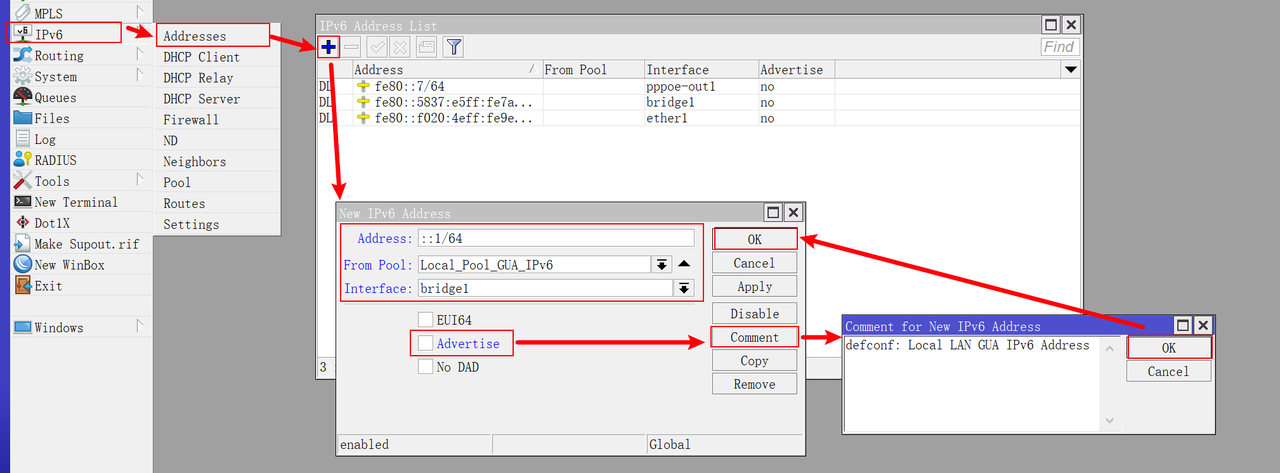 MPLS
v6 IPv6
Routing
System
Queues
Files
Log
RADIUS
Tools
New Terminal
Dot1X
Make Supout.rif
New WinBox
Exit
Windows
Addresses
DHCP Client
DHCP Relay
DHCP Server
Firewall
ND
Neighbors
Pool
Routes
Settings
IPv6 Address List
Find
Address / From Pool Interface Advertise
DL fe80::7/64 pppoe-out1 no
DL fe80::5837:e5ff:fe7a... bridge1 no
DL fe80::f020:4eff:fe9e... ether1 no
3
New IPv6 Address
Address: ::1/64
From Pool: Local_Pool_GUA_IPv6
Interface: bridge1
EUI64
Advertise
No DAD
OK
Cancel
Apply
Disable
Comment
Copy
Remove
enabled Global
Comment for New IPv6 Address
defconf: Local LAN GUA IPv6 Address
OK
Cancel